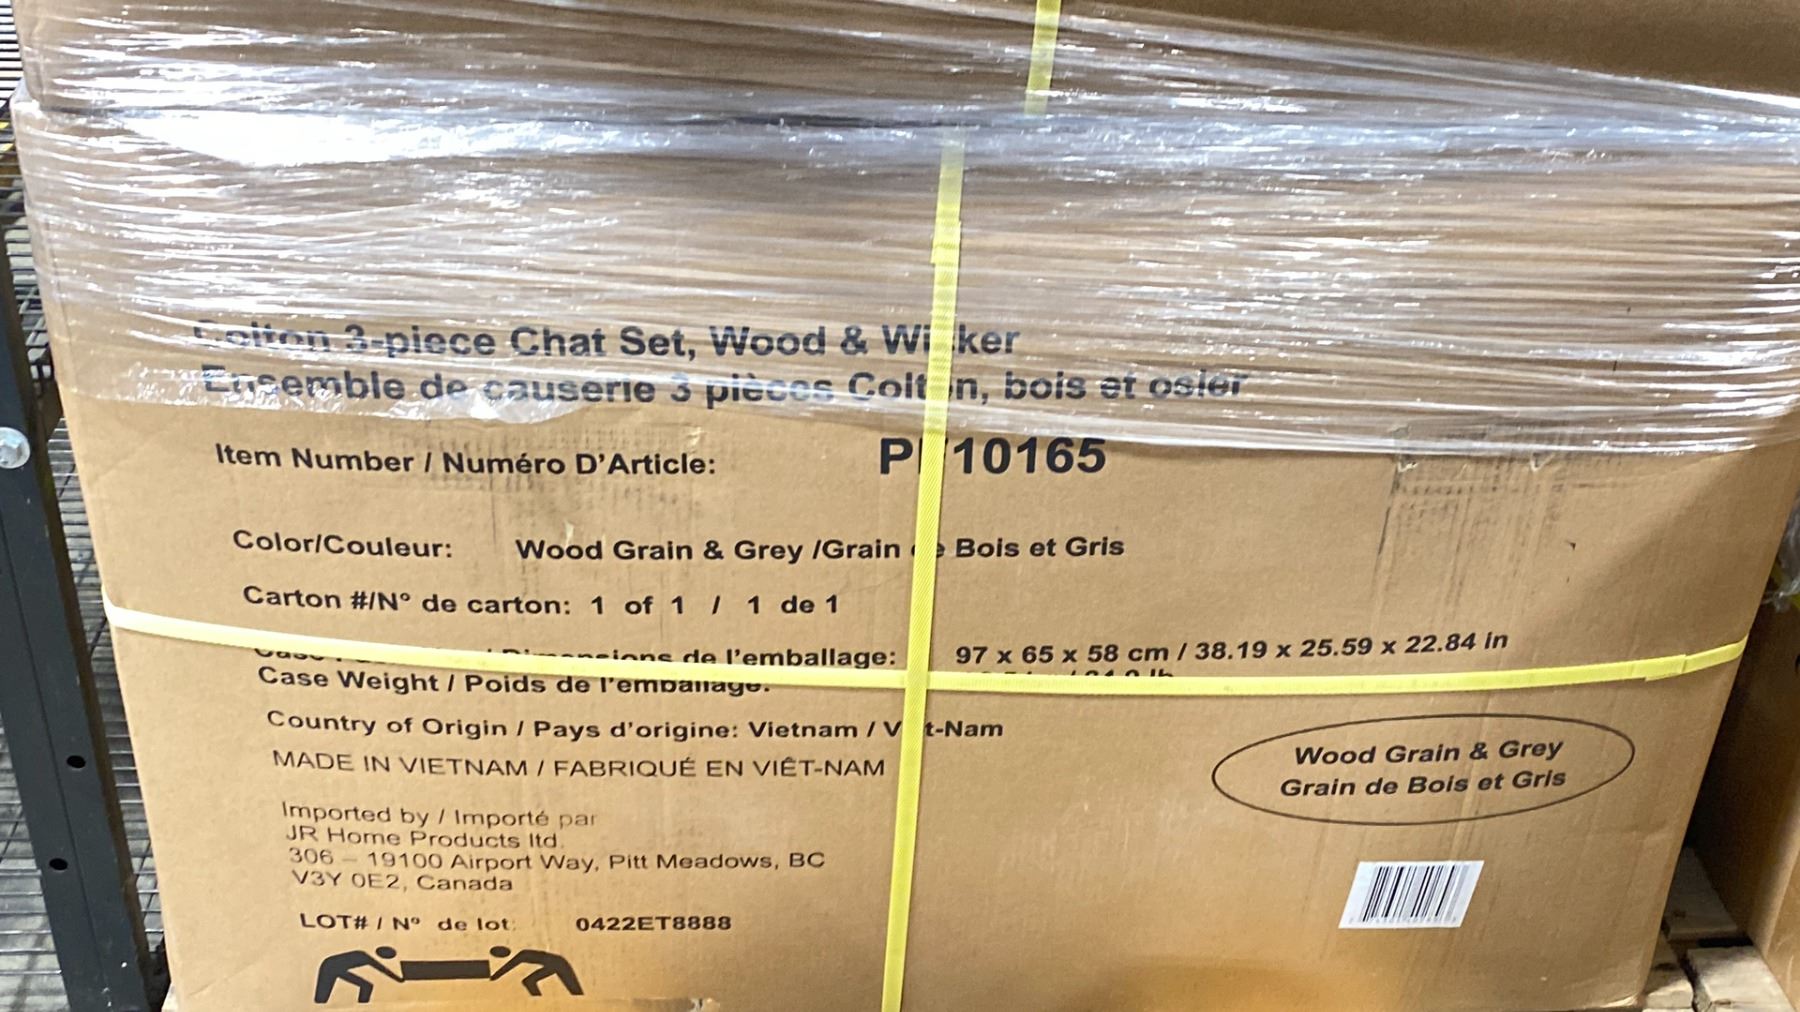 Colton 3-piece Chat Set, Wood & Wicker
Ensemble de causerie 3 pièces Colton, bois et osier
Item Number / Numéro D'Article: 10165
Color/Couleur: Wood Grain & Grey /Grain de Bois et Gris
Carton #/N° de carton: 1 of 1 / 1 de 1
Dimensions de l'emballage: 97 x 65 x 58 cm / 38.19 x 25.59 x 22.84 in
Case Weight / Poids de l'emballage:
Country of Origin / Pays d'origine: Vietnam / Viêt-Nam
MADE IN VIETNAM / FABRIQUÉ EN VIÊT-NAM
Wood Grain & Grey
Grain de Bois et Gris
Imported by / Importé par
JR Home Products ltd.
306 – 19100 Airport Way, Pitt Meadows, BC
V3Y 0E2, Canada
LOT# / N° de lot: 0422ET8888